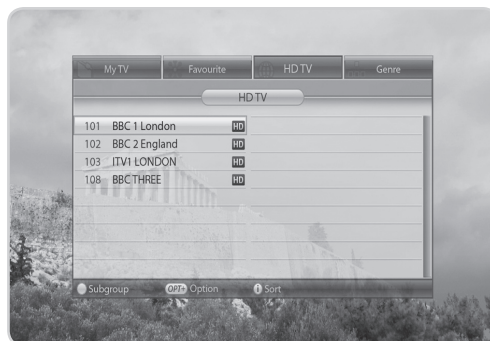 My TV Favourite HD TV Genre
HD TV
101 BBC 1 London HD
102 BBC 2 England HD
103 ITV1 LONDON HD
108 BBC THREE HD
Subgroup OPT+ Option i Sort